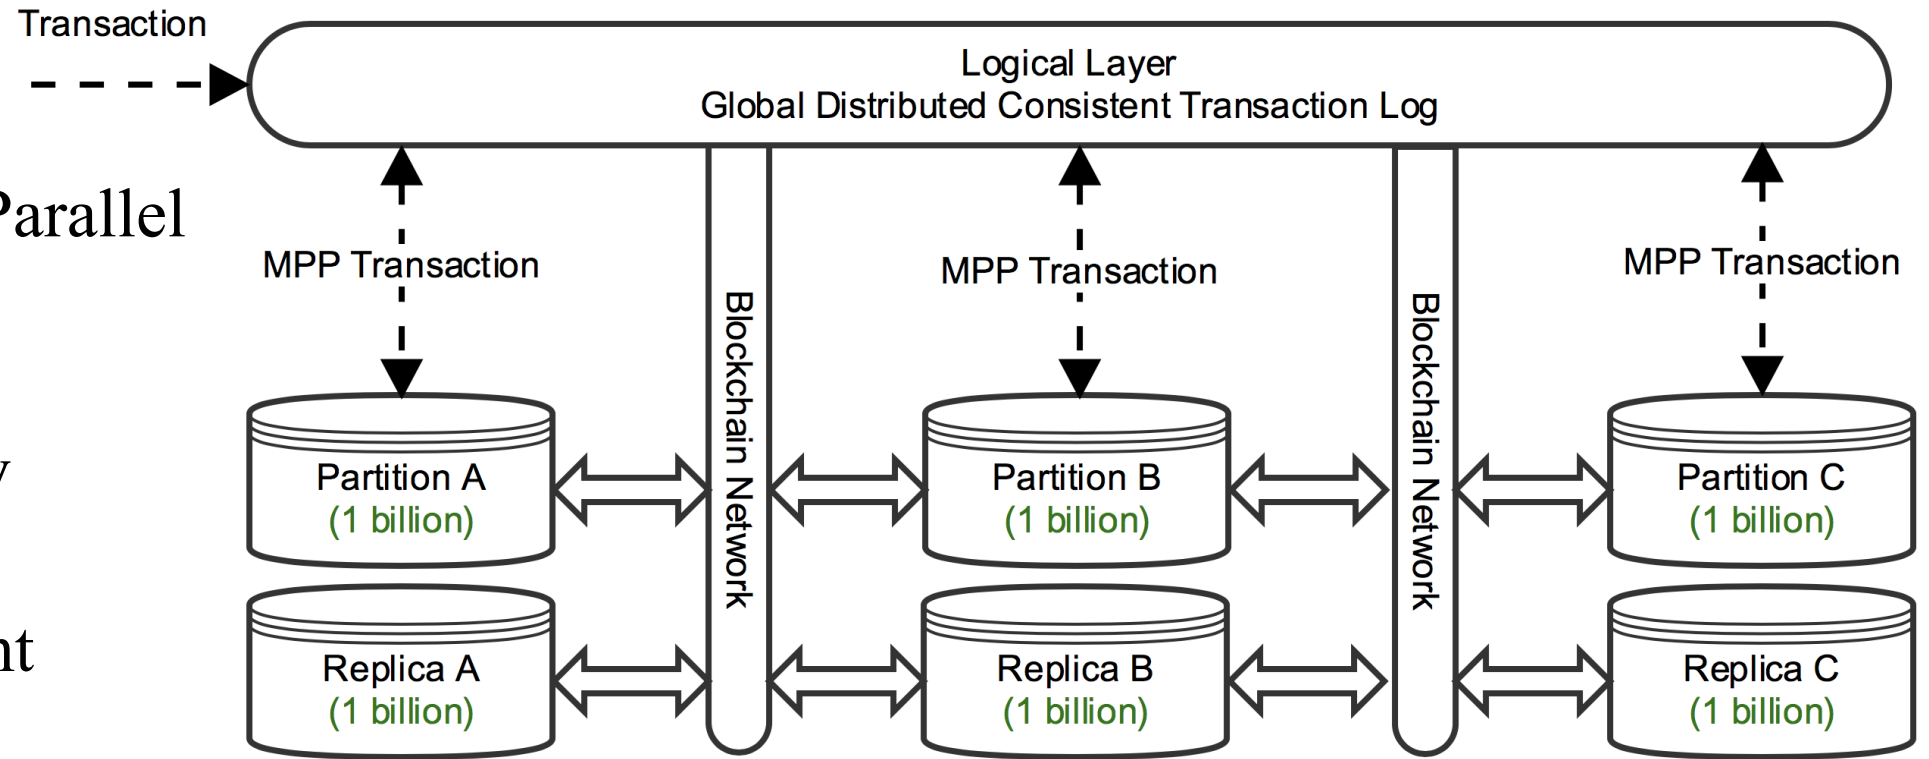 Transaction
Logical Layer
Global Distributed Consistent Transaction Log
Parallel
MPP Transaction
MPP Transaction
MPP Transaction
Blockchain Network
Blockchain Network
Partition A
(1 billion)
Partition B
(1 billion)
Partition C
(1 billion)
y
nt
Replica A
(1 billion)
Replica B
(1 billion)
Replica C
(1 billion)